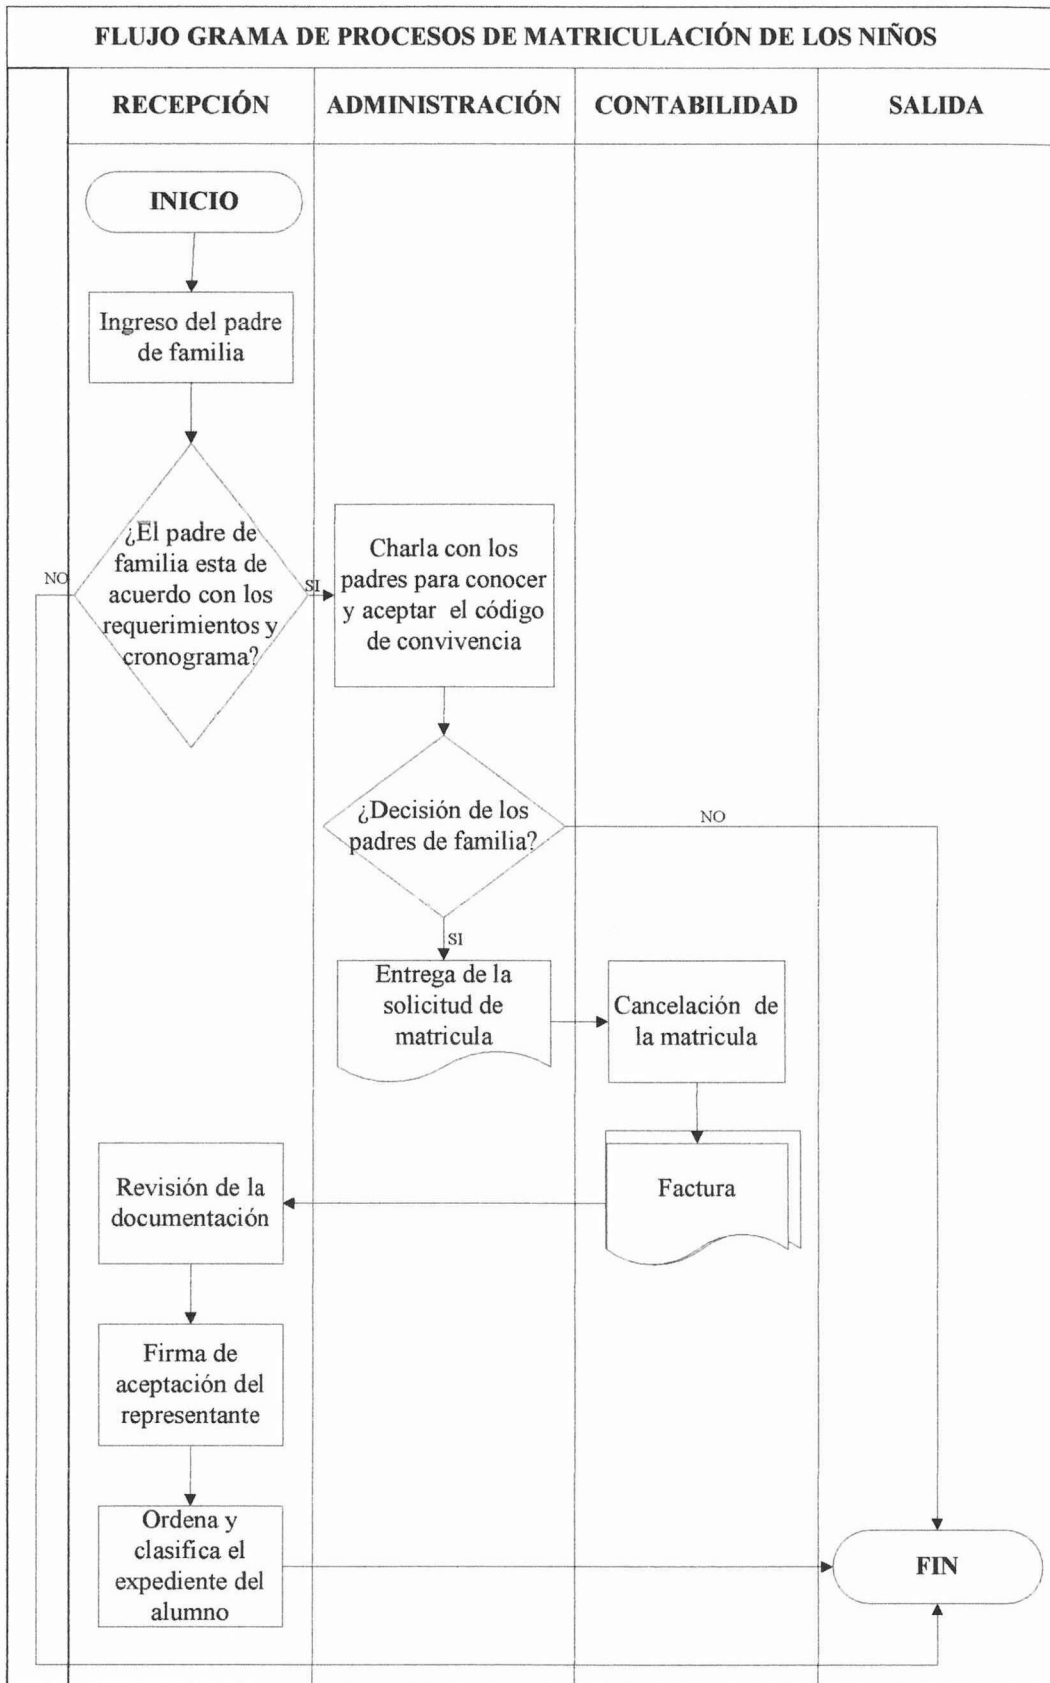 FLUJO GRAMA DE PROCESOS DE MATRICULACIÓN DE LOS NIÑOS
RECEPCIÓN
ADMINISTRACIÓN
CONTABILIDAD
SALIDA
INICIO
Ingreso del padre
de familia
¿El padre de
familia esta de
acuerdo con los
requerimientos y
cronograma?
NO
SI
Charla con los
padres para conocer
y aceptar el código
de convivencia
¿Decisión de los
padres de familia?
NO
SI
Entrega de la
solicitud de
matricula
Cancelación de
la matricula
Factura
Revisión de la
documentación
Firma de
aceptación del
representante
Ordena y
clasifica el
expediente del
alumno
FIN